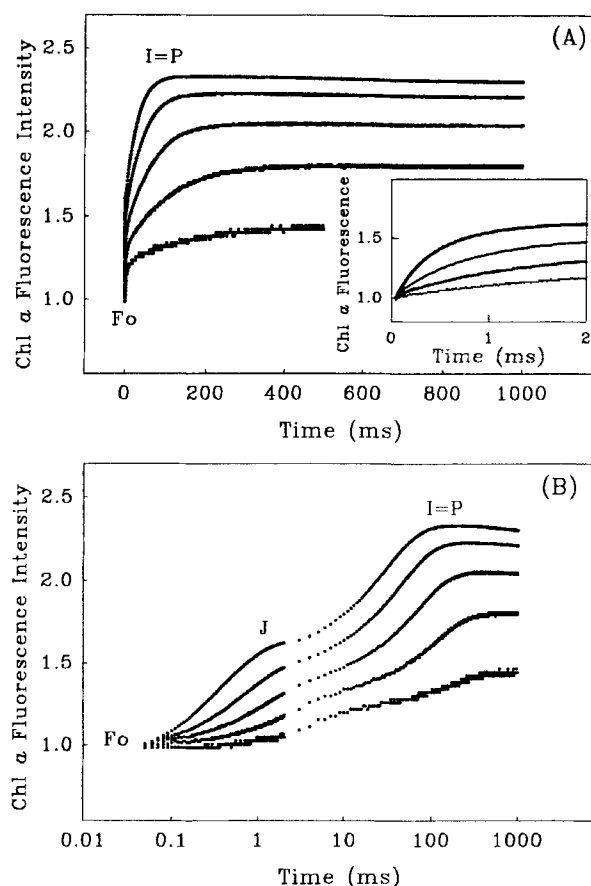 (A)
I=P
2.5
2.0
1.5
1.0
Chl a Fluorescence Intensity
Fo
0
200
400
600
800
1000
Time (ms)
Chl a Fluorescence
1.5
1.0
0
1
2
Time (ms)
(B)
I=P
2.5
2.0
1.5
1.0
Chl a Fluorescence Intensity
J
Fo
0.01
0.1
1
10
100
1000
Time (ms)